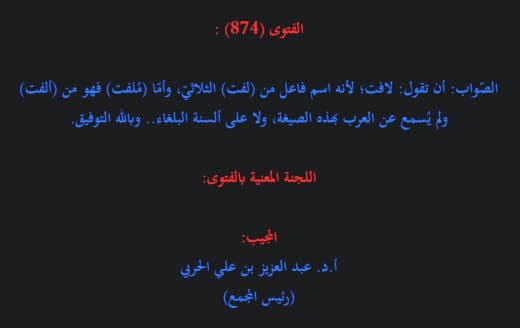 الفتوى (874) :
الصّواب: أن تقول: لافت؛ لأنه اسم فاعل من (لفت) الثلاثيّ، وأمّا (مُلفت) فهو من (ألفت)
ولم يُسمع عن العرب بهذه الصيغة، ولا على ألسنة البلغاء.. وبالله التوفيق.
اللجنة المعنية بالفتوى:
المجيب:
أ.د. عبد العزيز بن علي الحربي
(رئيس المجمع)